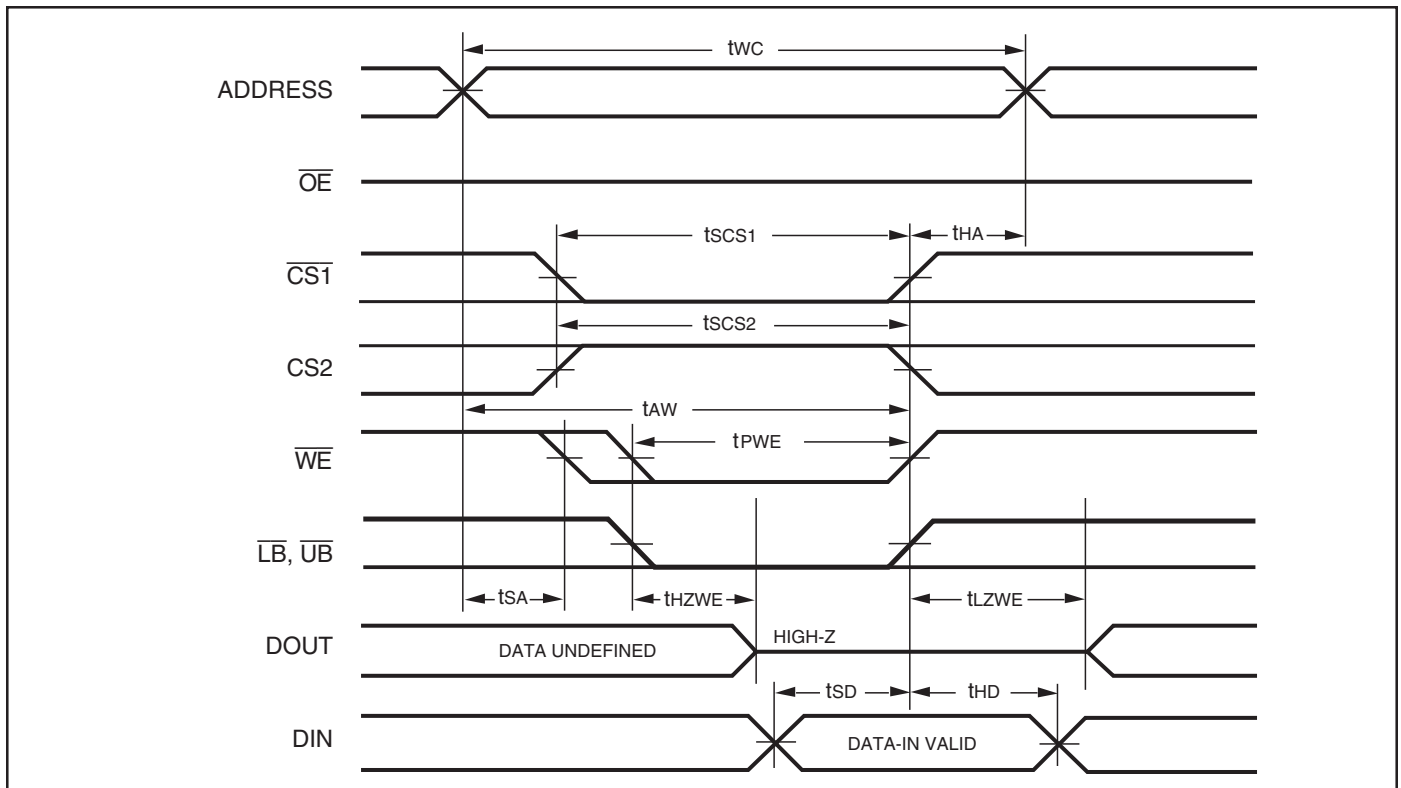 tWC
ADDRESS
OE
tSCS1
tHA
CS1
tSCS2
CS2
tAW
tPWE
WE
LB, UB
tSA
tHZWE
tLZWE
DOUT
DATA UNDEFINED
HIGH-Z
tSD
tHD
DIN
DATA-IN VALID